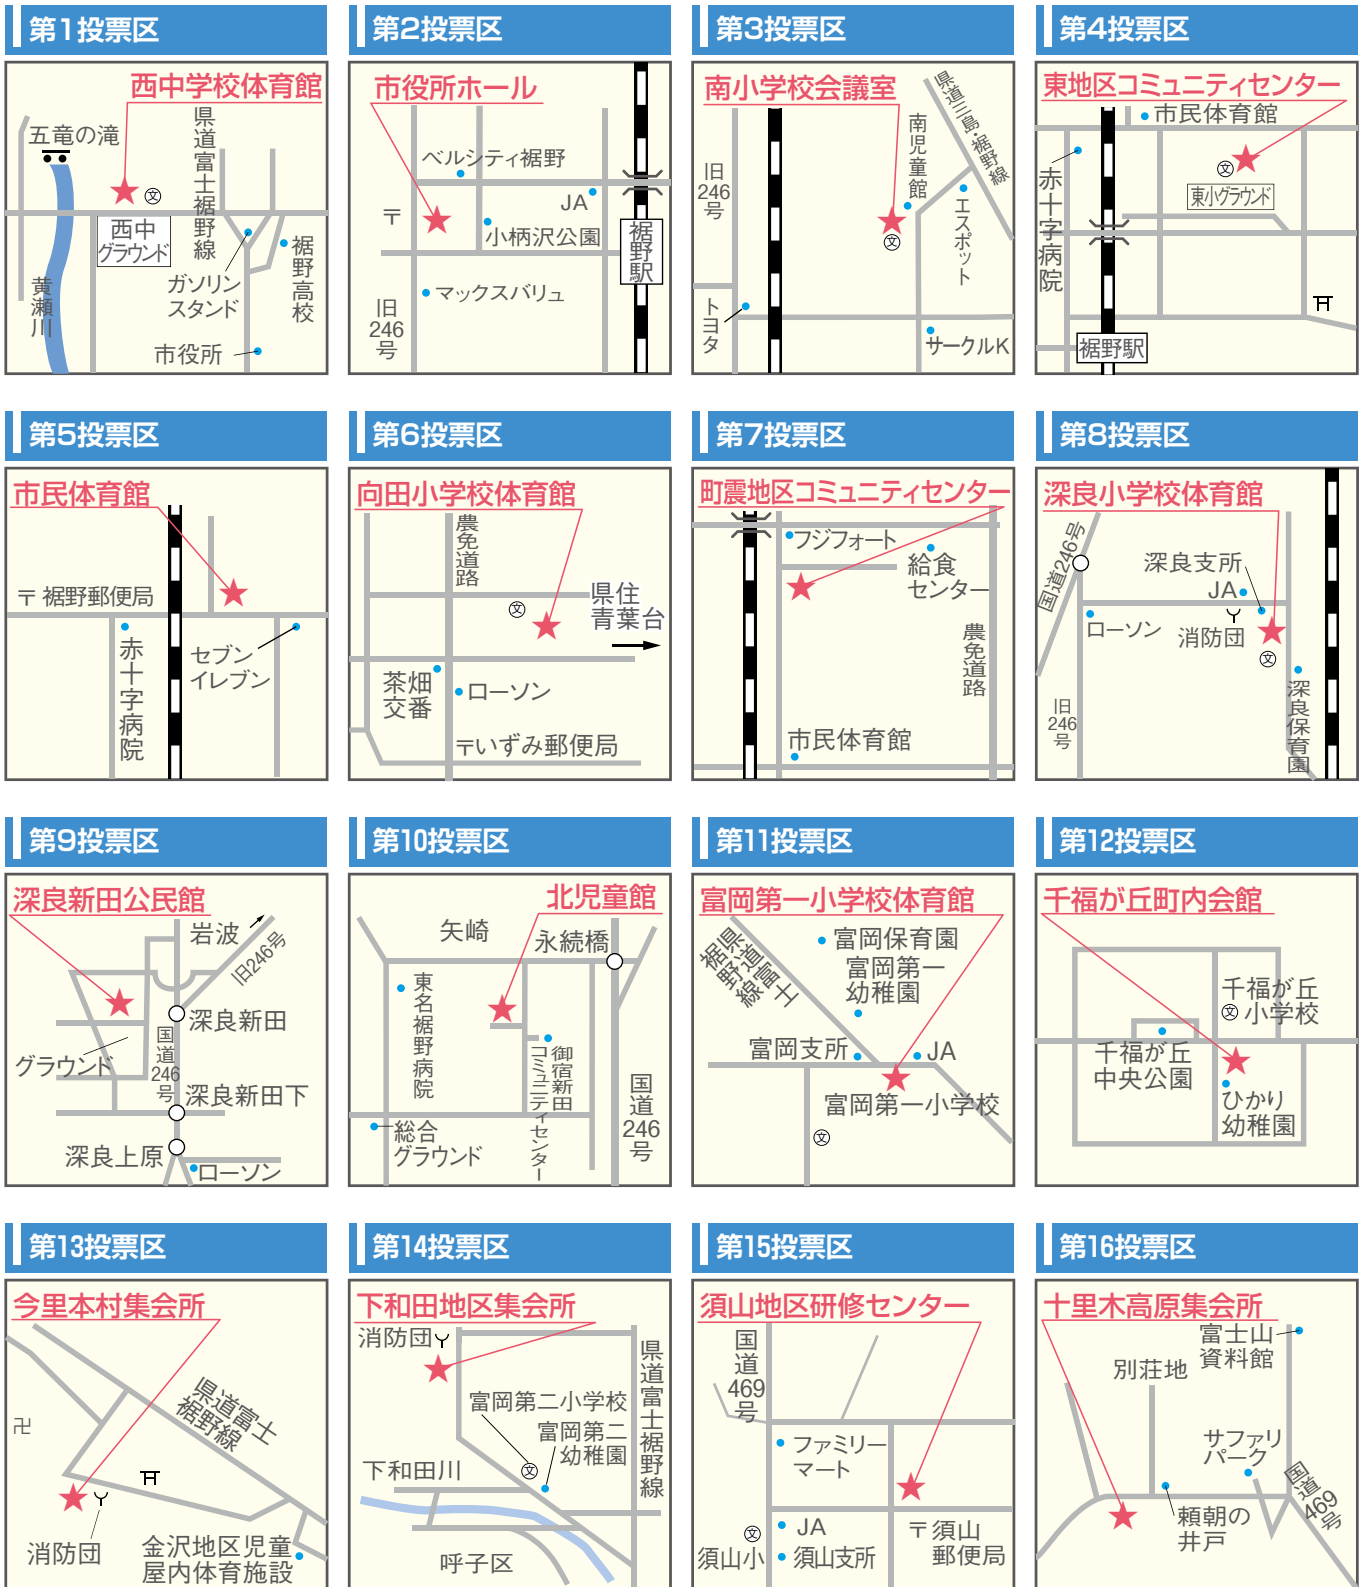 第1投票区
西中学校体育館
五竜の滝
県道富士裾野線
文
西中
グラウンド
黄瀬川
ガソリン
スタンド
裾野高校
市役所
第2投票区
市役所ホール
ベルシティ裾野
〒
JA
小柄沢公園
裾野駅
マックスバリュ
旧
246
号
第3投票区
南小学校会議室
県道三島・裾野線
南児童館
旧
246
号
エスポット
文
トヨタ
サークルK
第4投票区
東地区コミュニティセンター
市民体育館
赤十字病院
文
東小グラウンド
裾野駅
第5投票区
市民体育館
〒裾野郵便局
赤十字病院
セブン
イレブン
第6投票区
向田小学校体育館
農免道路
文
県住
青葉台
茶畑
交番
ローソン
〒いずみ郵便局
第7投票区
町震地区コミュニティセンター
フジフォート
給食
センター
農免道路
市民体育館
第8投票区
深良小学校体育館
国道246号
深良支所
JA
ローソン
消防団
文
旧
246
号
深良保育園
第9投票区
深良新田公民館
岩波
旧246号
深良新田
グラウンド
国道
246
号
深良新田下
深良上原
ローソン
第10投票区
北児童館
矢崎
永続橋
東名裾野病院
御宿新田
コミュニティセンター
国道
246
号
総合
グラウンド
第11投票区
富岡第一小学校体育館
県道富士
裾野線
富岡保育園
富岡第一
幼稚園
富岡支所
JA
富岡第一小学校
文
第12投票区
千福が丘町内会館
千福が丘
文小学校
千福が丘
中央公園
ひかり
幼稚園
第13投票区
今里本村集会所
県道富士
裾野線
卍
消防団
金沢地区児童
屋内体育施設
第14投票区
下和田地区集会所
消防団
県道富士裾野線
富岡第二小学校
富岡第二
幼稚園
文
下和田川
呼子区
第15投票区
須山地区研修センター
国道
469
号
ファミリー
マート
文
須山小
JA
須山支所
〒須山
郵便局
第16投票区
十里木高原集会所
富士山
資料館
別荘地
サファリ
パーク
国道
469
号
頼朝の
井戸